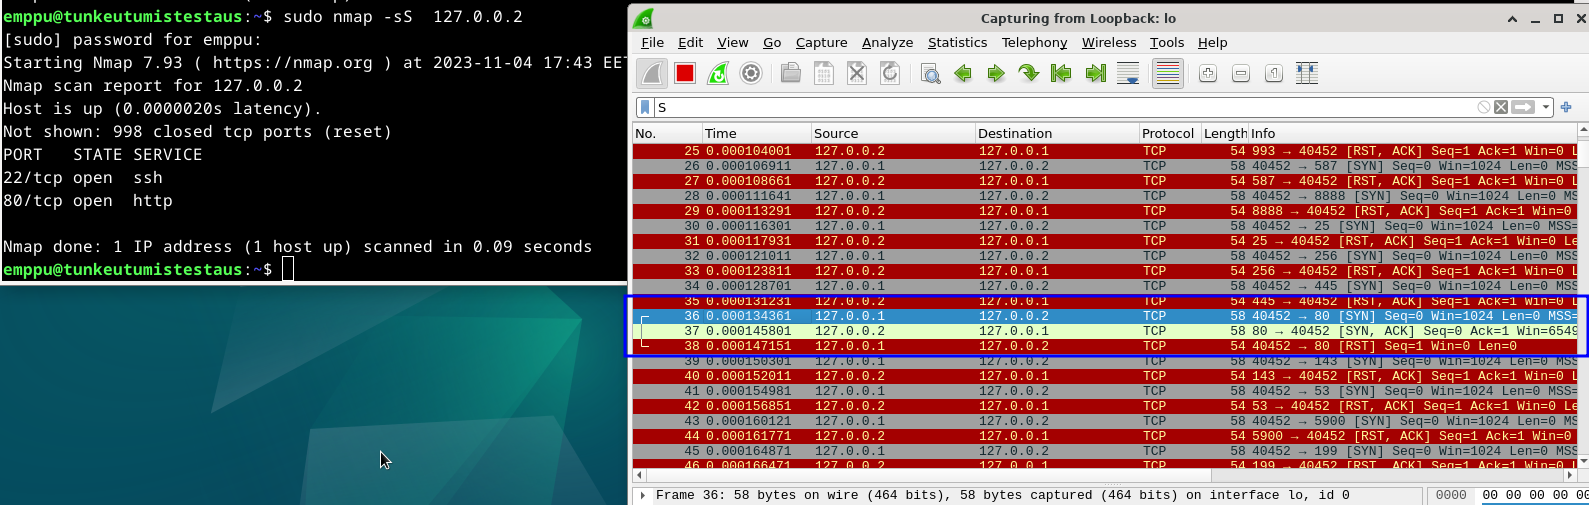 emppu@tunkeutumistestaus:~$ sudo nmap -sS  127.0.0.2
[sudo] password for emppu:
Starting Nmap 7.93 ( https://nmap.org ) at 2023-11-04 17:43 EET
Nmap scan report for 127.0.0.2
Host is up (0.0000020s latency).
Not shown: 998 closed tcp ports (reset)
PORT   STATE SERVICE
22/tcp open  ssh
80/tcp open  http
Nmap done: 1 IP address (1 host up) scanned in 0.09 seconds
emppu@tunkeutumistestaus:~$
Capturing from Loopback: lo
File Edit View Go Capture Analyze Statistics Telephony Wireless Tools Help
S
No. Time Source Destination Protocol Length Info
25 0.000104001 127.0.0.2 127.0.0.1 TCP 54 993 → 40452 [RST, ACK] Seq=1 Ack=1 Win=0 L
26 0.000106911 127.0.0.1 127.0.0.2 TCP 58 40452 → 587 [SYN] Seq=0 Win=1024 Len=0 MSS
27 0.000108661 127.0.0.2 127.0.0.1 TCP 54 587 → 40452 [RST, ACK] Seq=1 Ack=1 Win=0 L
28 0.000111641 127.0.0.1 127.0.0.2 TCP 58 40452 → 8888 [SYN] Seq=0 Win=1024 Len=0 MS
29 0.000113291 127.0.0.2 127.0.0.1 TCP 54 8888 → 40452 [RST, ACK] Seq=1 Ack=1 Win=0
30 0.000116301 127.0.0.1 127.0.0.2 TCP 58 40452 → 25 [SYN] Seq=0 Win=1024 Len=0 MSS=
31 0.000117931 127.0.0.2 127.0.0.1 TCP 54 25 → 40452 [RST, ACK] Seq=1 Ack=1 Win=0 Le
32 0.000121011 127.0.0.1 127.0.0.2 TCP 58 40452 → 256 [SYN] Seq=0 Win=1024 Len=0 MSS
33 0.000123811 127.0.0.2 127.0.0.1 TCP 54 256 → 40452 [RST, ACK] Seq=1 Ack=1 Win=0 L
34 0.000128701 127.0.0.1 127.0.0.2 TCP 58 40452 → 445 [SYN] Seq=0 Win=1024 Len=0 MSS
35 0.000131231 127.0.0.2 127.0.0.1 TCP 54 445 → 40452 [RST, ACK] Seq=1 Ack=1 Win=0 L
36 0.000134361 127.0.0.1 127.0.0.2 TCP 58 40452 → 80 [SYN] Seq=0 Win=1024 Len=0 MSS=
37 0.000145801 127.0.0.2 127.0.0.1 TCP 58 80 → 40452 [SYN, ACK] Seq=0 Ack=1 Win=6549
38 0.000147151 127.0.0.1 127.0.0.2 TCP 54 40452 → 80 [RST] Seq=1 Win=0 Len=0
39 0.000150301 127.0.0.1 127.0.0.2 TCP 58 40452 → 143 [SYN] Seq=0 Win=1024 Len=0 MSS
40 0.000152011 127.0.0.2 127.0.0.1 TCP 54 143 → 40452 [RST, ACK] Seq=1 Ack=1 Win=0 L
41 0.000154981 127.0.0.1 127.0.0.2 TCP 58 40452 → 53 [SYN] Seq=0 Win=1024 Len=0 MSS=
42 0.000156851 127.0.0.2 127.0.0.1 TCP 54 53 → 40452 [RST, ACK] Seq=1 Ack=1 Win=0 Le
43 0.000160121 127.0.0.1 127.0.0.2 TCP 58 40452 → 5900 [SYN] Seq=0 Win=1024 Len=0 MS
44 0.000161771 127.0.0.2 127.0.0.1 TCP 54 5900 → 40452 [RST, ACK] Seq=1 Ack=1 Win=0
45 0.000164871 127.0.0.1 127.0.0.2 TCP 58 40452 → 199 [SYN] Seq=0 Win=1024 Len=0 MSS
46 0.000166471 127.0.0.2 127.0.0.1 TCP 54 199 → 40452 [RST, ACK] Seq=1 Ack=1 Win=0 L
Frame 36: 58 bytes on wire (464 bits), 58 bytes captured (464 bits) on interface lo, id 0
0000 00 00 00 00 00